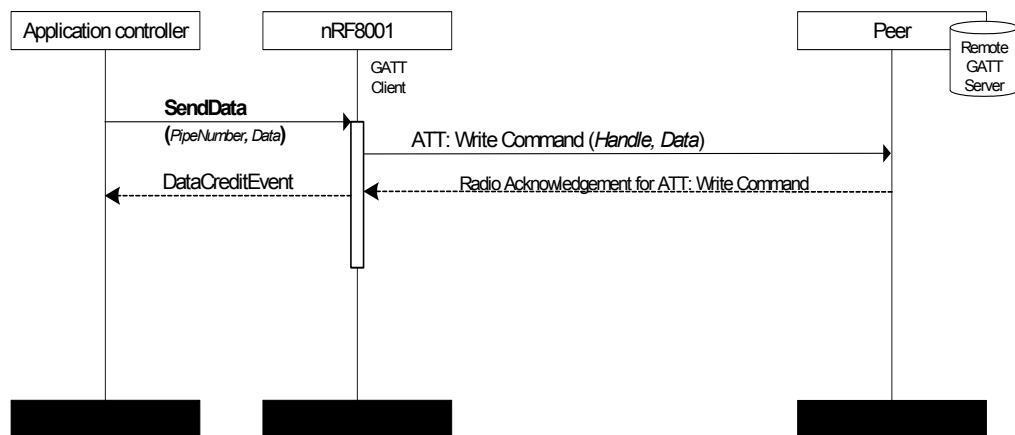 Application controller
nRF8001
Peer
Remote
GATT
Server
GATT
Client
SendData
(PipeNumber, Data)
ATT: Write Command (Handle, Data)
DataCreditEvent
Radio Acknowledgement for ATT: Write Command